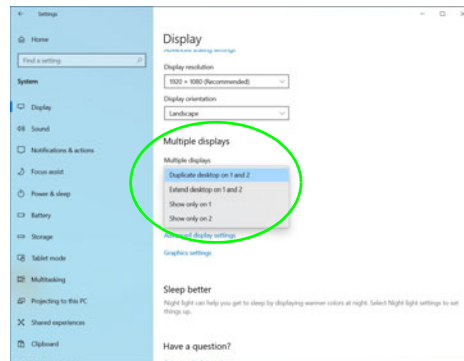 Settings
Home
Find a setting
System
Display
Sound
Notifications & actions
Focus assist
Power & sleep
Battery
Storage
Tablet mode
Multitasking
Projecting to this PC
Shared experiences
Clipboard
Display
Advanced scaling settings
Display resolution
1920 × 1080 (Recommended)
Display orientation
Landscape
Multiple displays
Multiple displays
Duplicate desktop on 1 and 2
Extend desktop on 1 and 2
Show only on 1
Show only on 2
Advanced display settings
Graphics settings
Sleep better
Night light can help you get to sleep by displaying warmer colors at night. Select Night light settings to set
things up.
Have a question?